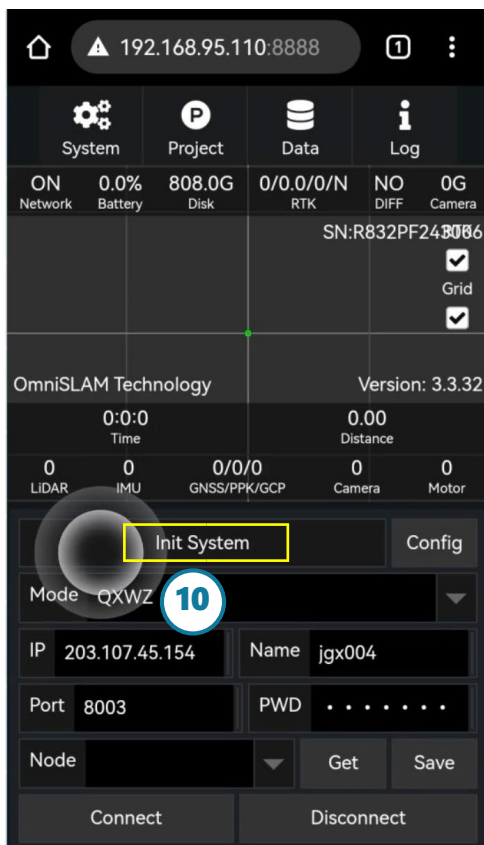 192.168.95.110:8888
1
P
System Project Data Log
ON 0.0% 808.0G 0/0.0/0/N NO 0G
Network Battery Disk RTK DIFF Camera
Grid
OmniSLAM Technology Version: 3.3.32
0:0:0 0.00
Time Distance
0 0 0/0/0 0 0
LiDAR IMU GNSS/PPK/GCP Camera Motor
Init System Config
Mode QXWZ 10
IP 203.107.45.154 Name jgx004
Port 8003 PWD • • • • • • •
Node Get Save
Connect Disconnect